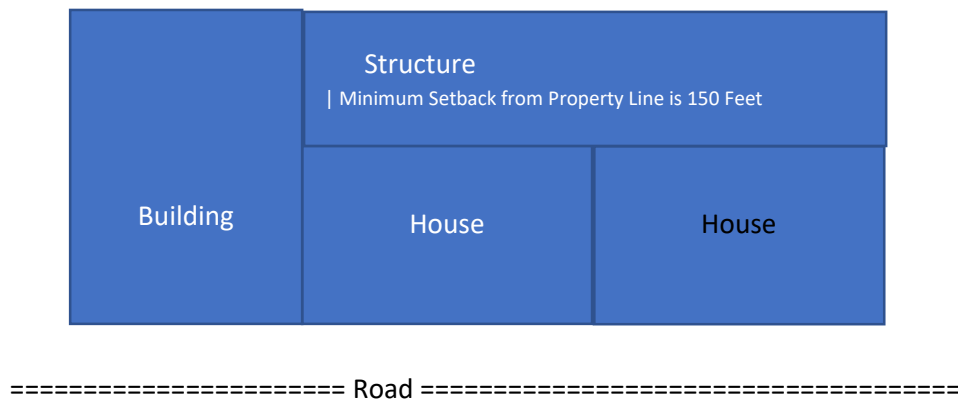 Structure
| Minimum Setback from Property Line is 150 Feet
Building
House
House
======================= Road =====================================